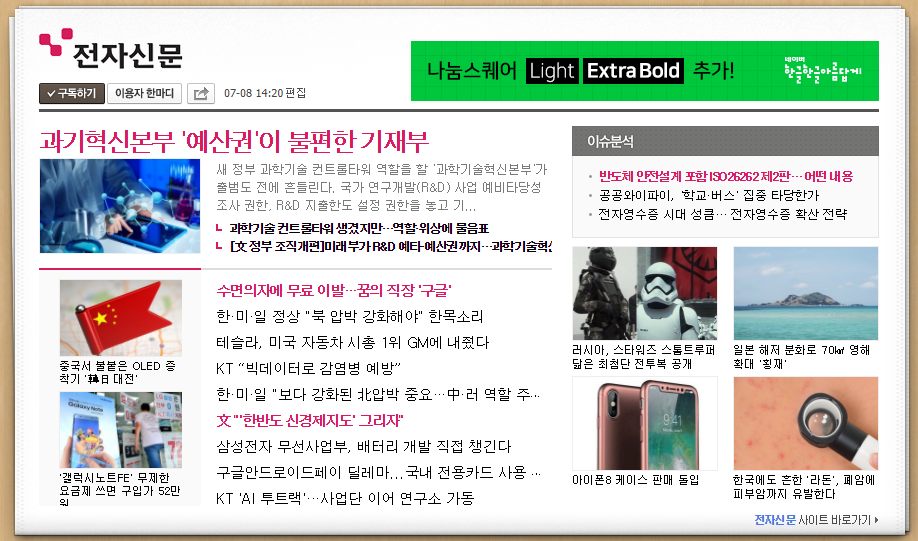 전자신문
나눔스퀘어 Light ExtraBold 추가!
네이버
한글한글아름답게
구독하기 이용자 한마디 07-08 14:20 편집
과기혁신본부 '예산권'이 불편한 기재부
새 정부 과학기술 컨트롤타워 역할을 할 '과학기술혁신본부'가
출범도 전에 흔들린다. 국가 연구개발(R&D) 사업 예비타당성
조사 권한, R&D 지출한도 설정 권한을 놓고 기...
과학기술 컨트롤타워 생겼지만…역할·위상에 물음표
[文 정부 조직개편]미래부가 R&D 예타·예산권까지…과학기술혁신
이슈분석
반도체 안전설계 포함 ISO26262 제2판… 어떤 내용
공공와이파이, '학교·버스' 집중 타당한가
전자영수증 시대 성큼… 전자영수증 확산 전략
중국서 불붙은 OLED 증
착기 '韓日 대전'
Galaxy Note
'갤럭시노트FE' 무제한
요금제 쓰면 구입가 52만
원
수면의자에 무료 이발…꿈의 직장 '구글'
한·미·일 정상 "북 압박 강화해야" 한목소리
테슬라, 미국 자동차 시총 1위 GM에 내줬다
KT "빅데이터로 감염병 예방"
한·미·일 "보다 강화된 北압박 중요…中·러 역할 주…
文"'한반도 신경제지도' 그리자"
삼성전자 무선사업부, 배터리 개발 직접 챙긴다
구글안드로이드페이 딜레마...국내 전용카드 사용 …
KT 'AI 투트랙'…사업단 이어 연구소 가동
러시아, 스타워즈 스톰트루퍼
닮은 최첨단 전투복 공개
일본 해저 분화로 70㎢ 영해
확대 '횡재'
9:41
아이폰8 케이스 판매 돌입
한국에도 흔한 '라돈', 폐암에
피부암까지 유발한다
전자신문 사이트 바로가기